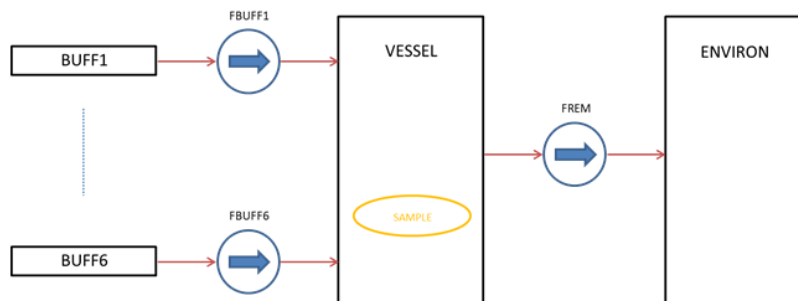 FBUFF1
BUFF1
VESSEL
ENVIRON
FREM
FBUFF6
SAMPLE
BUFF6